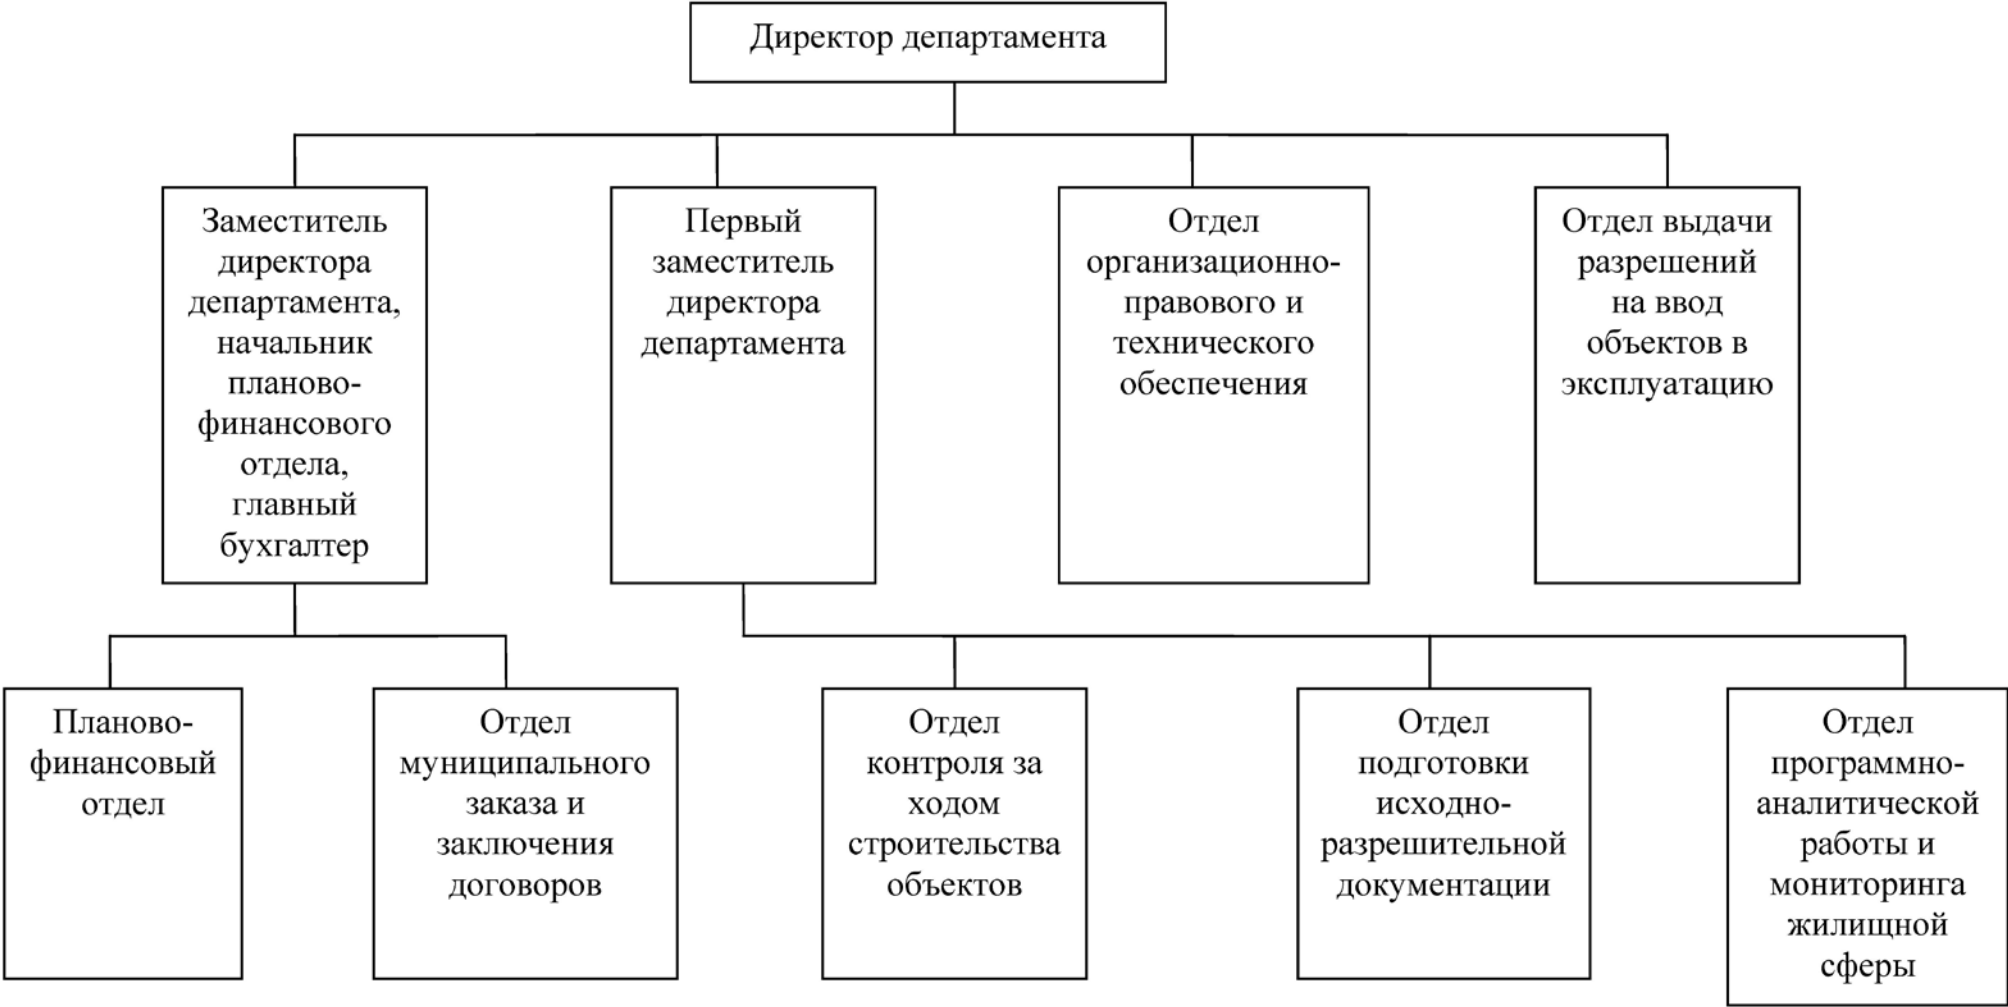 Директор департамента
Заместитель
директора
департамента,
начальник
планово-
финансового
отдела,
главный
бухгалтер
Первый
заместитель
директора
департамента
Отдел
организационно-
правового и
технического
обеспечения
Отдел выдачи
разрешений
на ввод
объектов в
эксплуатацию
Планово-
финансовый
отдел
Отдел
муниципального
заказа и
заключения
договоров
Отдел
контроля за
ходом
строительства
объектов
Отдел
подготовки
исходно-
разрешительной
документации
Отдел
программно-
аналитической
работы и
мониторинга
жилищной
сферы